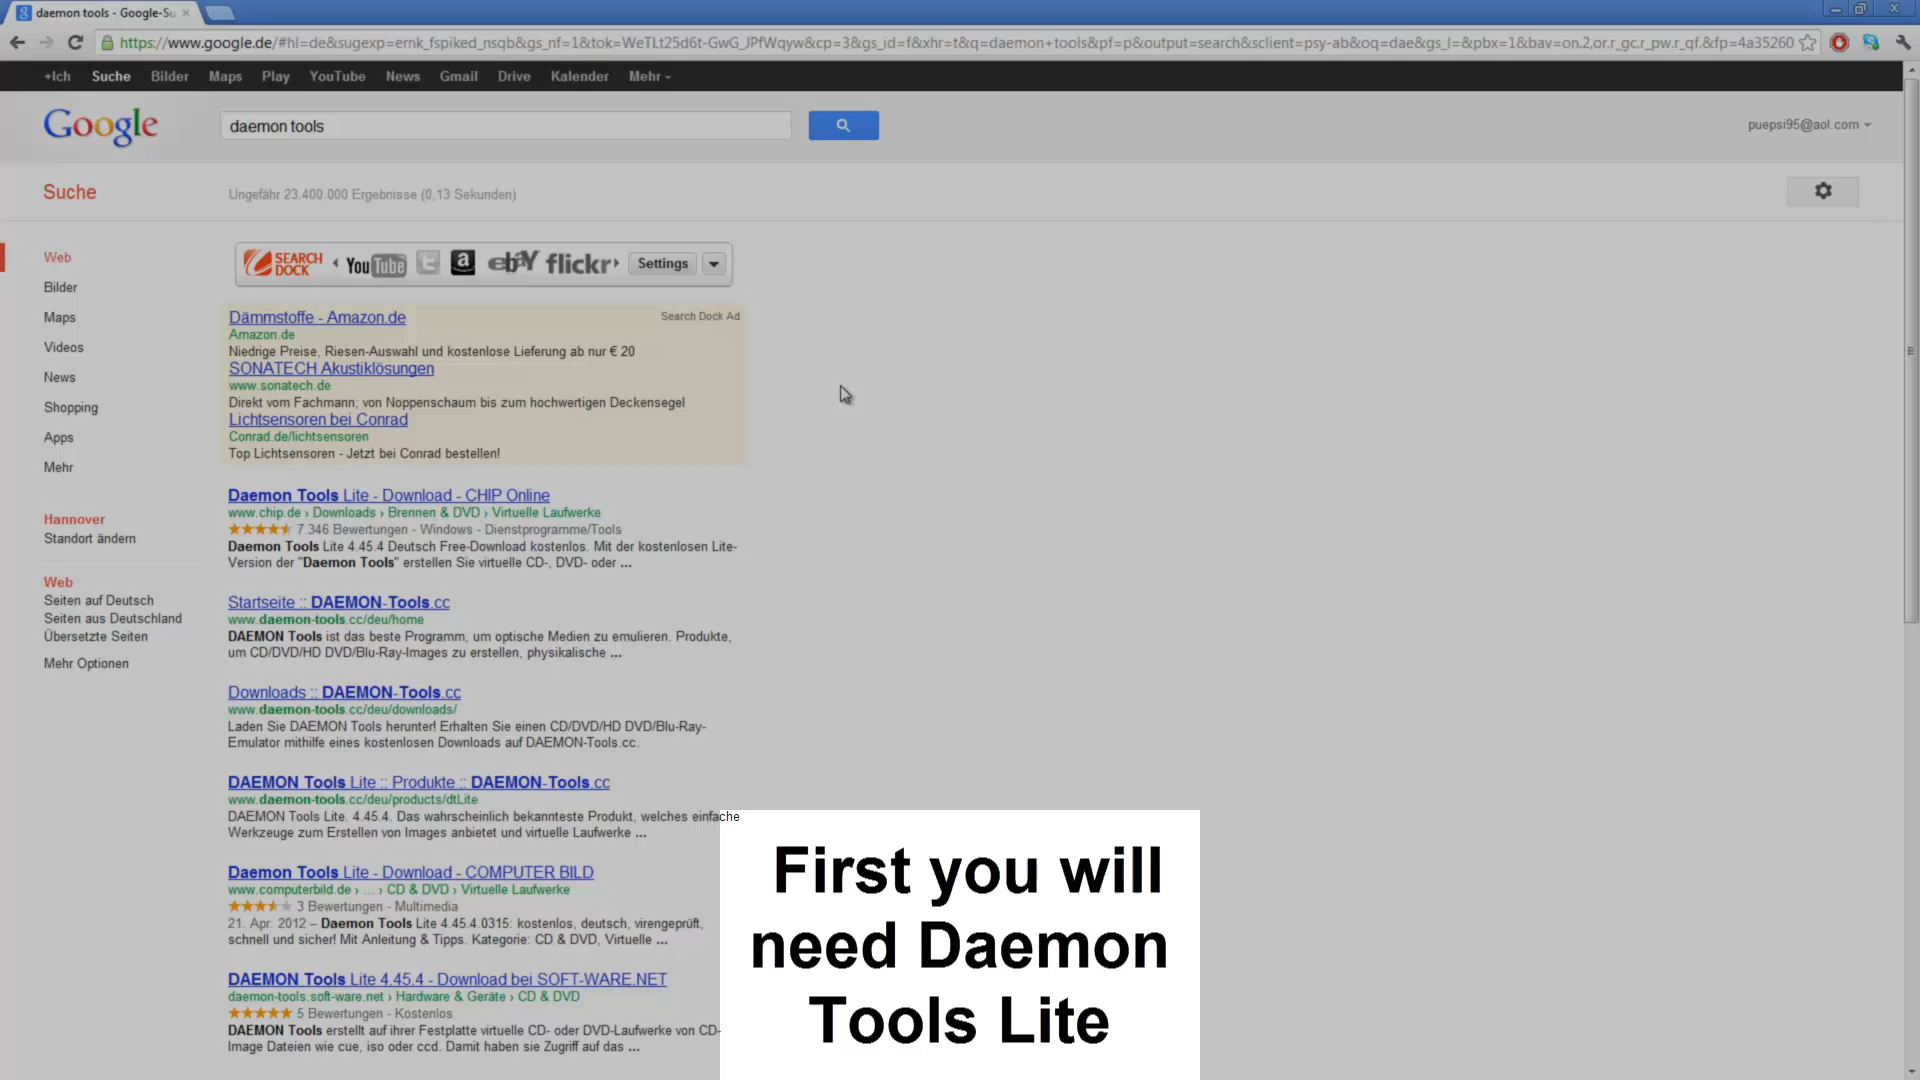 daemon tools - Google-Su
https://www.google.de/#hl=de&sugexp=ernk_fspiked_nsqb&gs_nf=1&tok=WeTLt25d6t-GwG_JPfWqyw&cp=3&gs_id=f&xhr=t&q=daemon+tools&pf=p&output=search&sclient=psy-ab&oq=dae&gs_l=&pbx=1&bav=on.2,or.r_gc.r_pw.r_qf.&fp=4a35260
+Ich Suche Bilder Maps Play YouTube News Gmail Drive Kalender Mehr
Google
daemon tools
puepsi95@aol.com
Suche
Ungefähr 23.400.000 Ergebnisse (0,13 Sekunden)
Web
Bilder
Maps
Videos
News
Shopping
Apps
Mehr
Hannover
Standort ändern
Web
Seiten auf Deutsch
Seiten aus Deutschland
Übersetzte Seiten
Mehr Optionen
SEARCH DOCK YouTube a ebay flickr Settings
Dämmstoffe - Amazon.de
Search Dock Ad
Amazon.de
Niedrige Preise, Riesen-Auswahl und kostenlose Lieferung ab nur € 20
SONATECH Akustiklösungen
www.sonatech.de
Direkt vom Fachmann; von Noppenschaum bis zum hochwertigen Deckensegel
Lichtsensoren bei Conrad
Conrad.de/lichtsensoren
Top Lichtsensoren - Jetzt bei Conrad bestellen!
Daemon Tools Lite - Download - CHIP Online
www.chip.de › Downloads › Brennen & DVD › Virtuelle Laufwerke
7.346 Bewertungen - Windows - Dienstprogramme/Tools
Daemon Tools Lite 4.45.4 Deutsch Free-Download kostenlos. Mit der kostenlosen Lite-
Version der "Daemon Tools" erstellen Sie virtuelle CD-, DVD- oder ...
Startseite :: DAEMON-Tools.cc
www.daemon-tools.cc/deu/home
DAEMON Tools ist das beste Programm, um optische Medien zu emulieren. Produkte,
um CD/DVD/HD DVD/Blu-Ray-Images zu erstellen, physikalische ...
Downloads :: DAEMON-Tools.cc
www.daemon-tools.cc/deu/downloads/
Laden Sie DAEMON Tools herunter! Erhalten Sie einen CD/DVD/HD DVD/Blu-Ray-
Emulator mithilfe eines kostenlosen Downloads auf DAEMON-Tools.cc.
DAEMON Tools Lite :: Produkte :: DAEMON-Tools.cc
www.daemon-tools.cc/deu/products/dtLite
DAEMON Tools Lite. 4.45.4. Das wahrscheinlich bekannteste Produkt, welches einfache
Werkzeuge zum Erstellen von Images anbietet und virtuelle Laufwerke ...
Daemon Tools Lite - Download - COMPUTER BILD
www.computerbild.de › ... › CD & DVD › Virtuelle Laufwerke
3 Bewertungen - Multimedia
21. Apr. 2012 – Daemon Tools Lite 4.45.4.0315: kostenlos, deutsch, virengeprüft,
schnell und sicher! Mit Anleitung & Tipps. Kategorie: CD & DVD, Virtuelle ...
DAEMON Tools Lite 4.45.4 - Download bei SOFT-WARE.NET
daemon-tools.soft-ware.net › Hardware & Geräte › CD & DVD
5 Bewertungen - Kostenlos
DAEMON Tools erstellt auf ihrer Festplatte virtuelle CD- oder DVD-Laufwerke von CD-
Image Dateien wie cue, iso oder ccd. Damit haben sie Zugriff auf das ...
First you will
need Daemon
Tools Lite